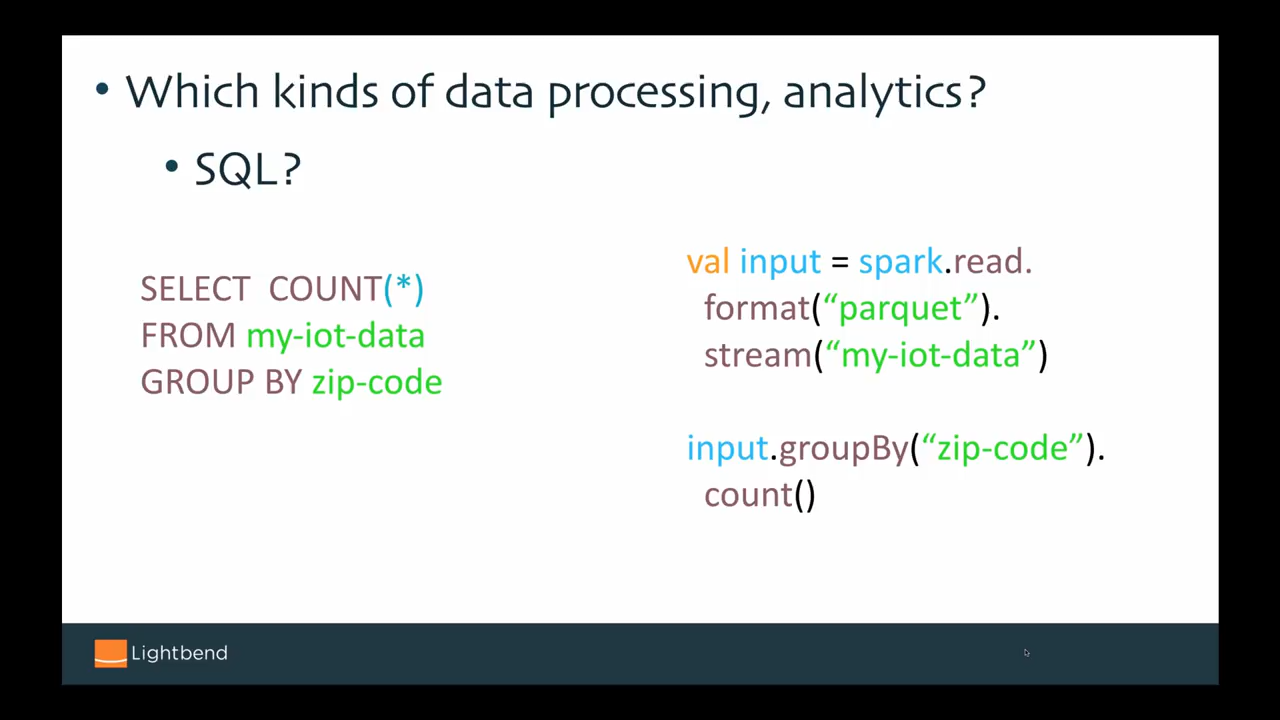 • Which kinds of data processing, analytics?
• SQL?
SELECT COUNT(*)
FROM my-iot-data
GROUP BY zip-code
val input = spark.read.
format(“parquet”).
stream(“my-iot-data”)
input.groupBy(“zip-code”).
count()
Lightbend